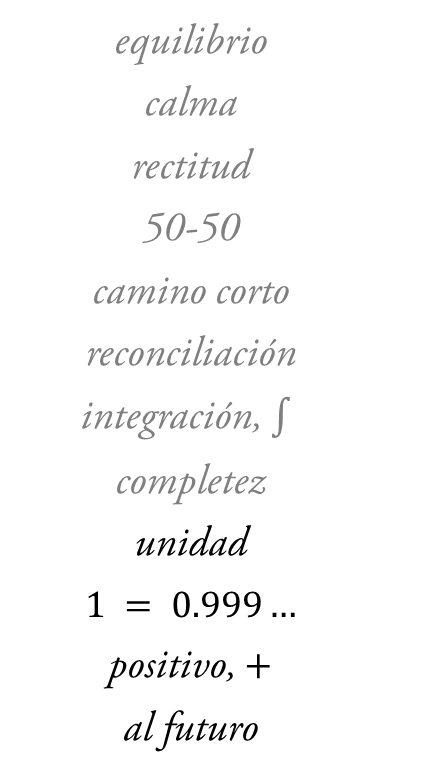 equilibrio
calma
rectitud
50-50
camino corto
reconciliación
integración, ∫
completez
unidad
1 = 0.999 ...
positivo, +
al futuro